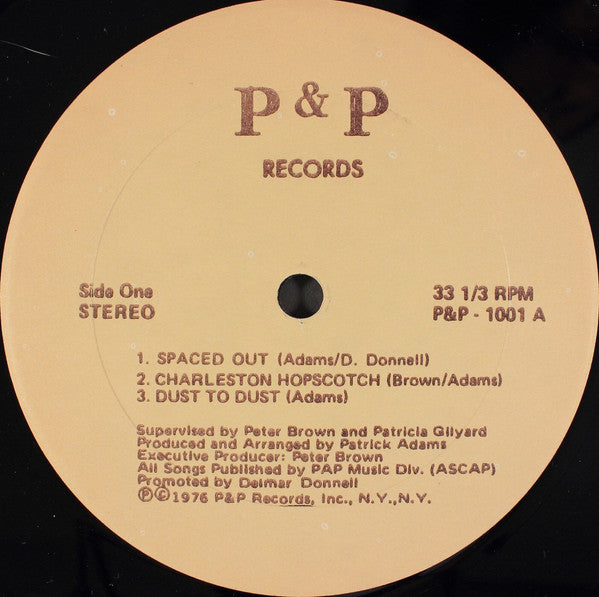 P & P
RECORDS
Side One
STEREO
33 1/3 RPM
P&P - 1001 A
1. SPACED OUT (Adams/D. Donnell)
2. CHARLESTON HOPSCOTCH (Brown/Adams)
3. DUST TO DUST (Adams)
Supervised by Peter Brown and Patricia Gilyard
Produced and Arranged by Patrick Adams
Executive Producer: Peter Brown
All Songs Published by PAP Music Div. (ASCAP)
Promoted by Delmar Donnell
Ⓟ©1976 P&P Records, Inc., N.Y.,N.Y.